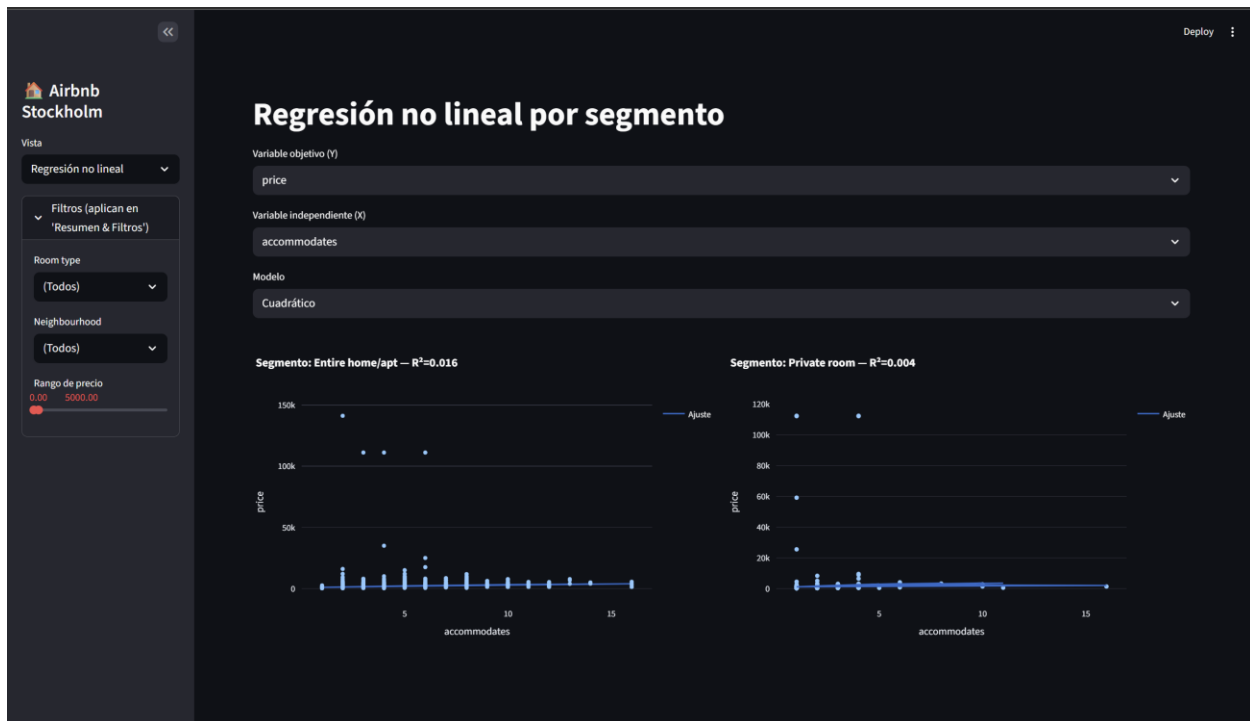 Deploy
🏠 Airbnb
Stockholm
Vista
Regresión no lineal
Filtros (aplican en
'Resumen & Filtros')
Room type
(Todos)
Neighbourhood
(Todos)
Rango de precio
0.00 5000.00
Regresión no lineal por segmento
Variable objetivo (Y)
price
Variable independiente (X)
accommodates
Modelo
Cuadrático
Segmento: Entire home/apt — R²=0.016
150k
100k
50k
0
price
5 10 15
accommodates
Ajuste
Segmento: Private room — R²=0.004
120k
100k
80k
60k
40k
20k
0
price
5 10 15
accommodates
Ajuste